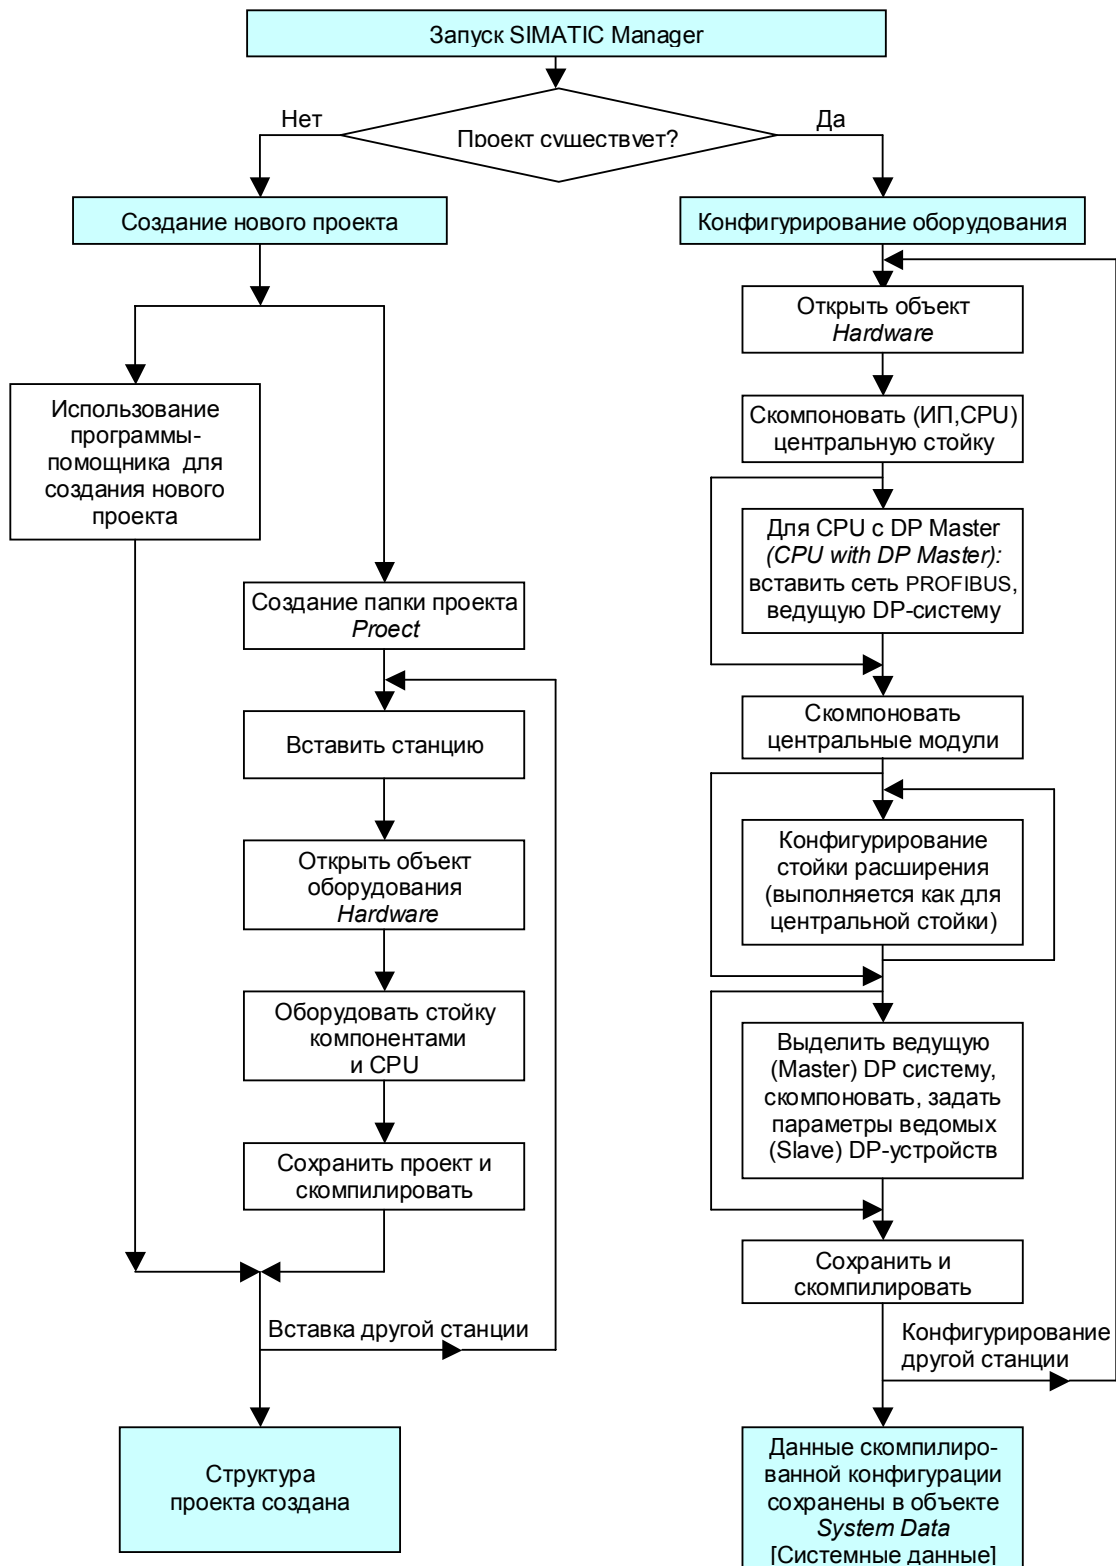 Запуск SIMATIC Manager
Нет
Да
Проект существует?
Создание нового проекта
Использование
программы-
помощника для
создания нового
проекта
Создание папки проекта
Proect
Вставить станцию
Открыть объект
оборудования
Hardware
Оборудовать стойку
компонентами
и CPU
Сохранить проект и
скомпилировать
Вставка другой станции
Структура
проекта создана
Конфигурирование оборудования
Открыть объект
Hardware
Скомпоновать (ИП,CPU)
центральную стойку
Для CPU с DP Master
(CPU with DP Master):
вставить сеть PROFIBUS,
ведущую DP-систему
Скомпоновать
центральные модули
Конфигурирование
стойки расширения
(выполняется как для
центральной стойки)
Выделить ведущую
(Master) DP систему,
скомпоновать, задать
параметры ведомых
(Slave) DP-устройств
Сохранить и
скомпилировать
Конфигурирование
другой станции
Данные скомпилиро-
ванной конфигурации
сохранены в объекте
System Data
[Системные данные]